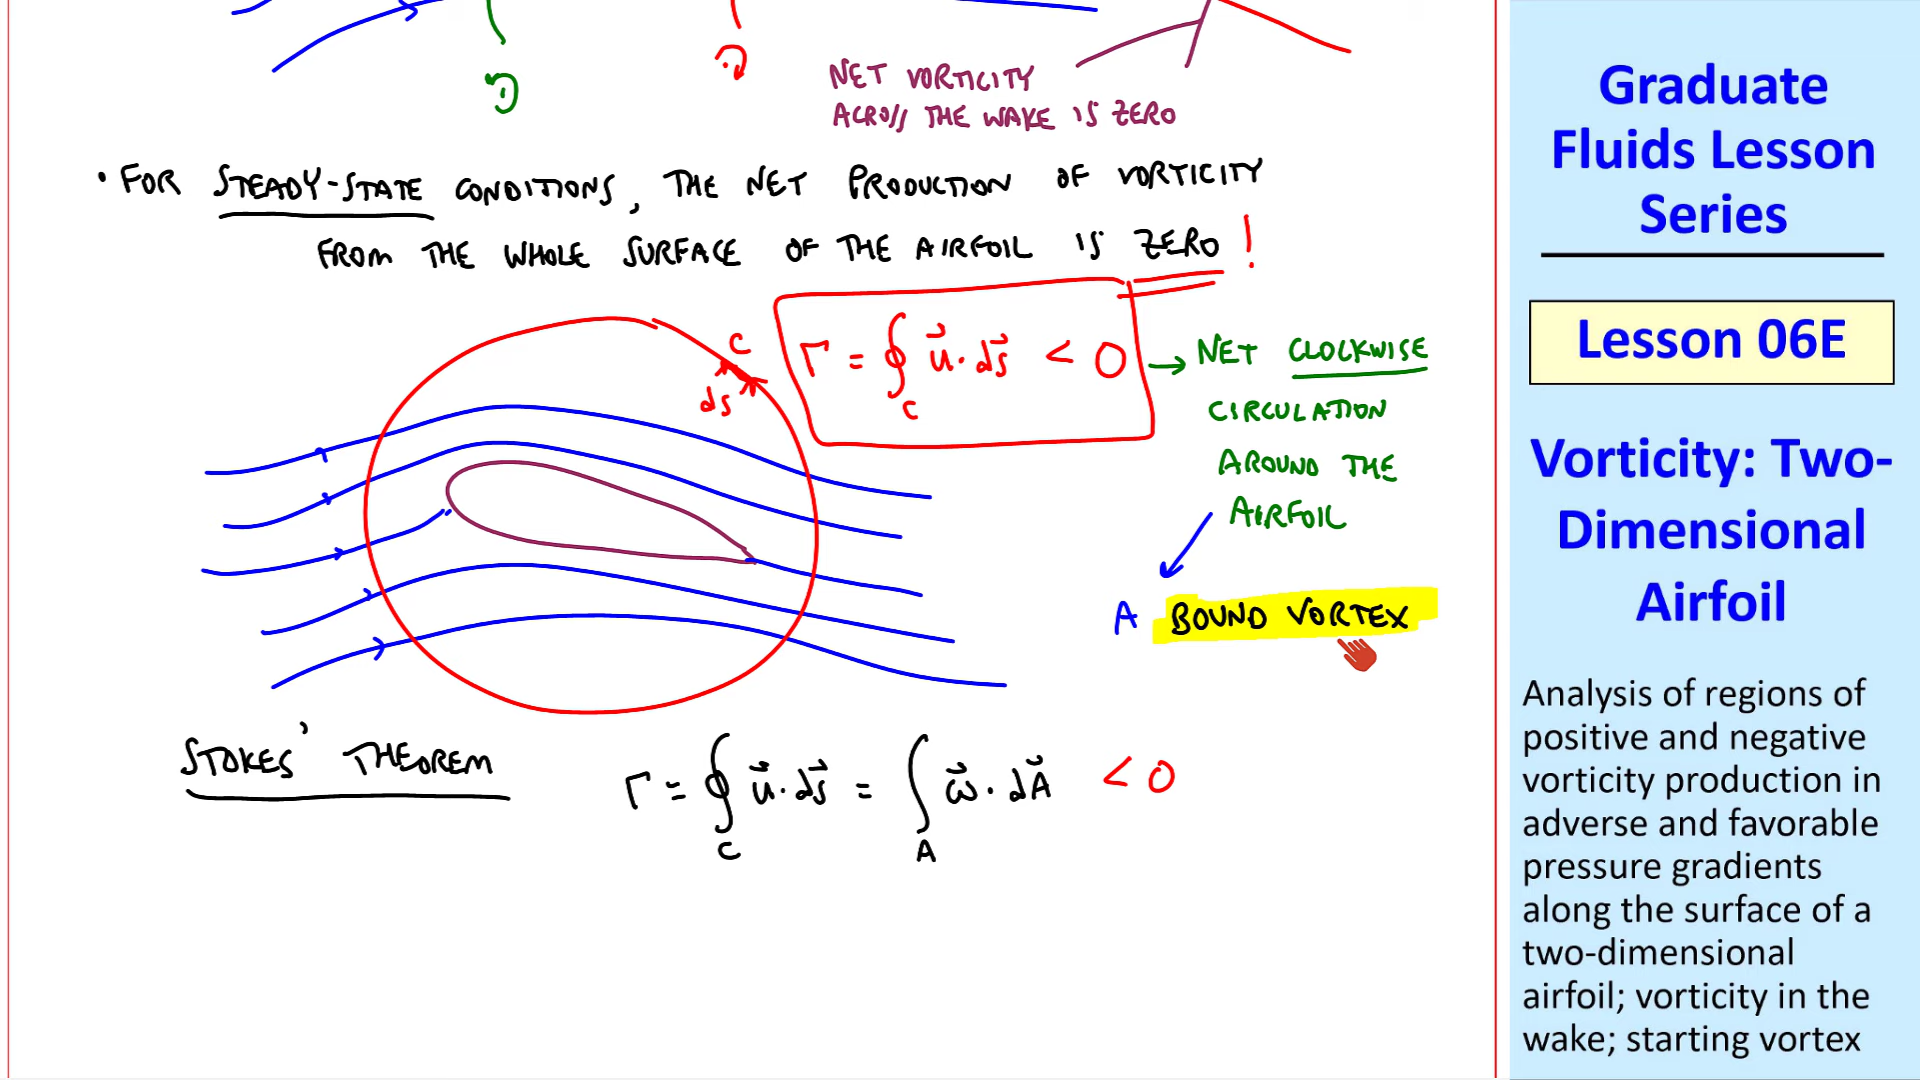 NET VORTICITY
ACROSS THE WAKE IS ZERO
• FOR STEADY-STATE CONDITIONS, THE NET PRODUCTION OF VORTICITY
FROM THE WHOLE SURFACE OF THE AIRFOIL IS ZERO !
C
ds
Γ = ∮_C u⃗ · ds⃗ < 0 → NET CLOCKWISE
CIRCULATION
AROUND THE
AIRFOIL
A BOUND VORTEX
STOKES' THEOREM Γ = ∮_C u⃗ · ds⃗ = ∫_A ω⃗ · dA⃗ < 0
Graduate
Fluids Lesson
Series
Lesson 06E
Vorticity: Two-
Dimensional
Airfoil
Analysis of regions of
positive and negative
vorticity production in
adverse and favorable
pressure gradients
along the surface of a
two-dimensional
airfoil; vorticity in the
wake; starting vortex